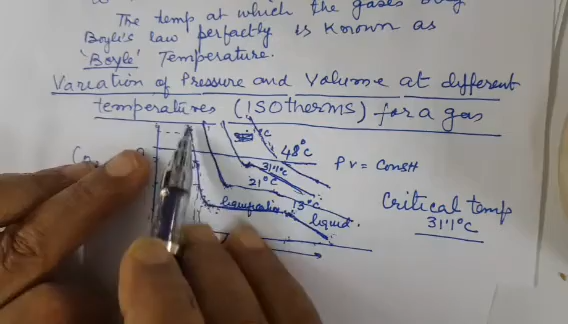 The temp at which the gases obey
Boyle's law perfectly is known as
'Boyle' Temperature.
Variation of Pressure and Volume at different
temperatures (ISOtherms) for a gas
48°C
31.1°C
PV = Const
21°C
13°C
liquid.
Critical temp
31.1°C